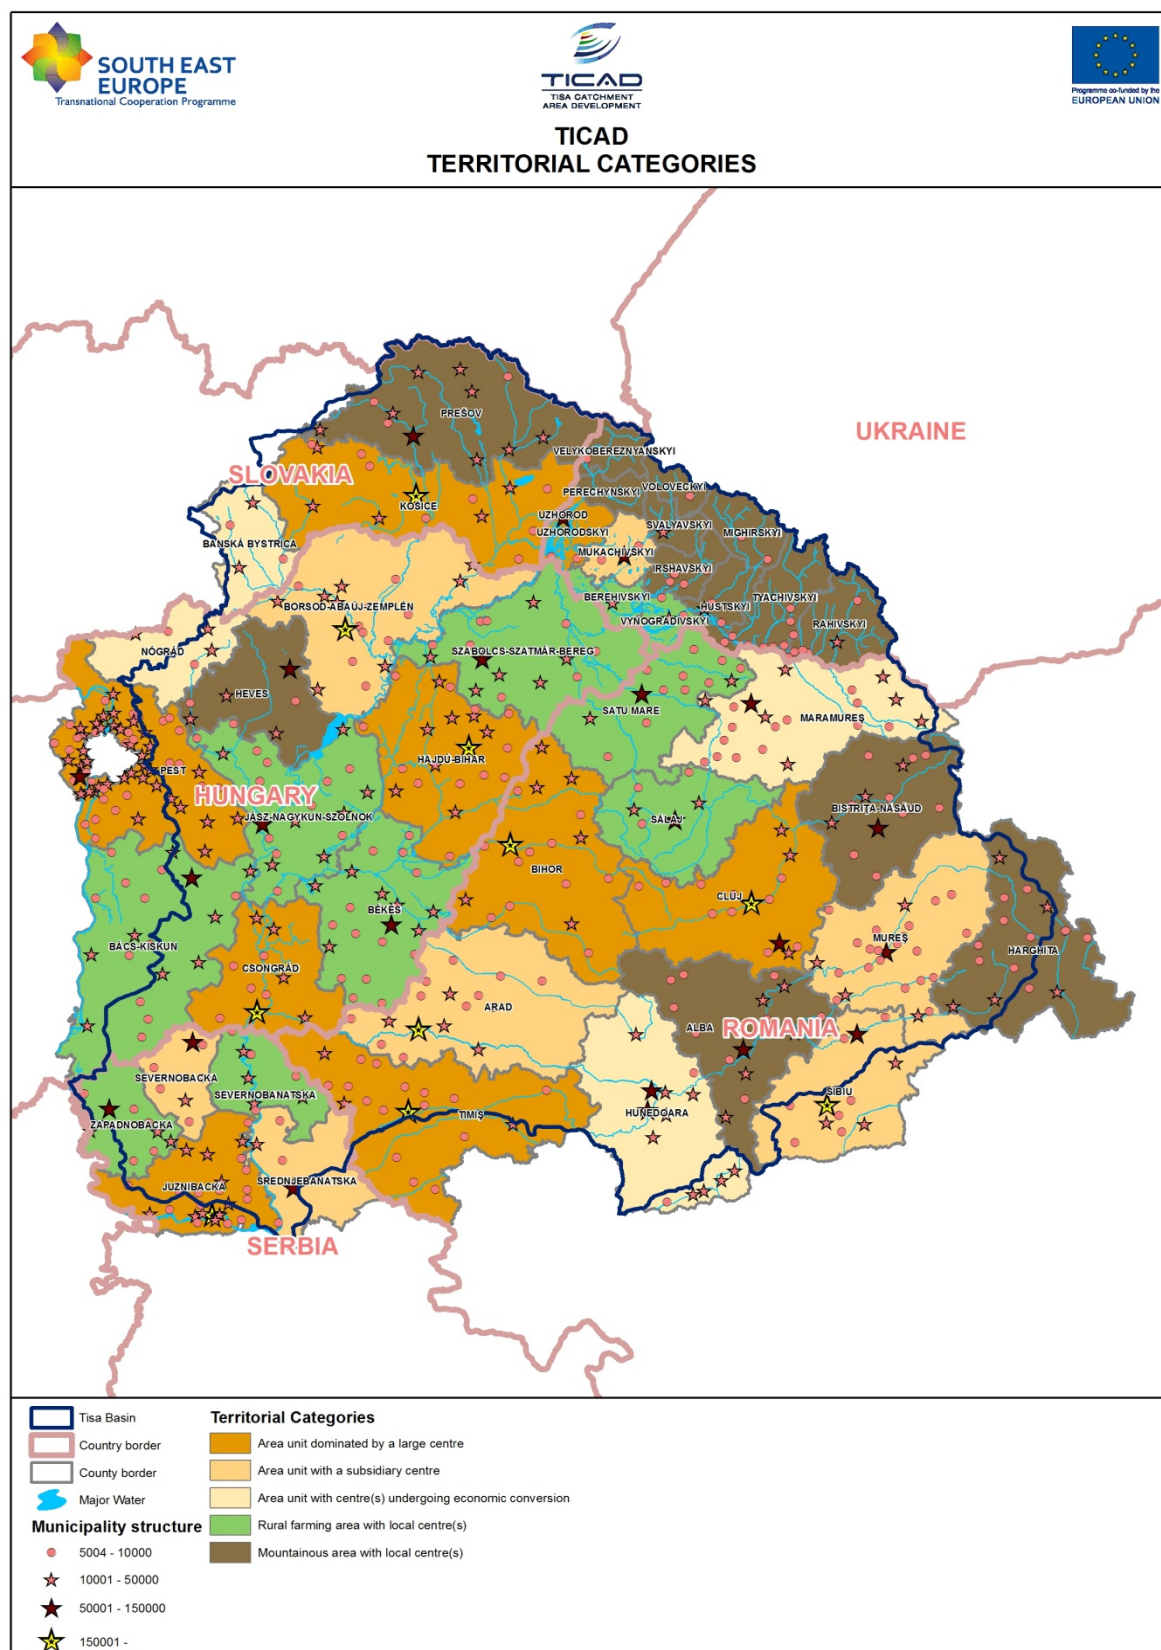 SOUTH EAST
EUROPE
Transnational Cooperation Programme
TICAD
TISA CATCHMENT
AREA DEVELOPMENT
Programme co-funded by the
EUROPEAN UNION
TICAD
TERRITORIAL CATEGORIES
UKRAINE
PREŠOV
VELYKOBEREZNYANSKYI
SLOVAKIA
PERECHYNSKYI
VOLOVECKYI
KOŠICE
UZHOROD
UZHORODSKYI
SVALYAVSKYI
MIGHIRSKYI
BANSKÁ BYSTRICA
MUKACHIVSKYI
IRSHAVSKYI
BORSOD-ABAÚJ-ZEMPLÉN
BEREHIVSKYI
HUSTSKYI
TYACHIVSKYI
VYNOGRADIVSKYI
RAHIVSKYI
NÓGRÁD
SZABOLCS-SZATMÁR-BEREG
HEVES
SATU MARE
MARAMUREŞ
PEST
HAJDÚ-BIHAR
HUNGARY
JÁSZ-NAGYKUN-SZOLNOK
SĂLAJ
BISTRIŢA-NĂSĂUD
BIHOR
CLUJ
BÉKÉS
MUREŞ
BÁCS-KISKUN
HARGHITA
CSONGRÁD
ARAD
ALBA
ROMANIA
SEVERNOBACKA
SEVERNOBANATSKA
SIBIU
ZAPADNOBACKA
TIMIŞ
HUNEDOARA
SREDNJEBANATSKA
JUZNIBACKA
SERBIA
Tisa Basin
Country border
County border
Major Water
Municipality structure
5004 - 10000
10001 - 50000
50001 - 150000
150001 -
Territorial Categories
Area unit dominated by a large centre
Area unit with a subsidiary centre
Area unit with centre(s) undergoing economic conversion
Rural farming area with local centre(s)
Mountainous area with local centre(s)